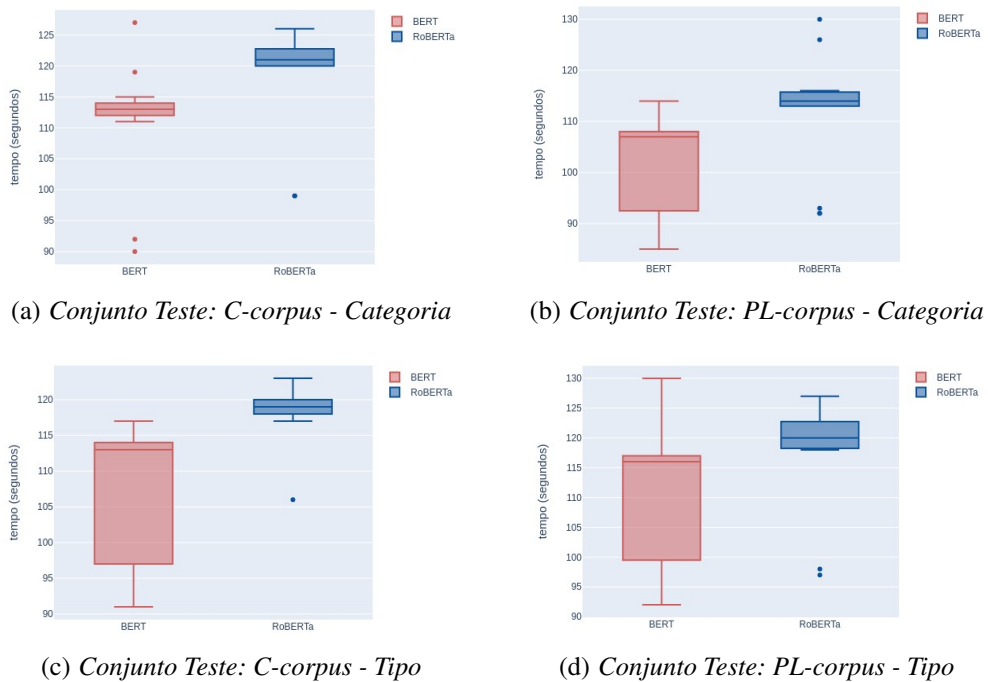 130
BERT
RoBERTa
125
120
115
110
105
100
95
90
tempo (segundos)
BERT
RoBERTa
BERT
RoBERTa
120
110
100
90
tempo (segundos)
BERT
RoBERTa
(a) Conjunto Teste: C-corpus - Categoria
(b) Conjunto Teste: PL-corpus - Categoria
BERT
RoBERTa
120
115
110
105
100
95
90
tempo (segundos)
BERT
RoBERTa
130
BERT
RoBERTa
125
120
115
110
105
100
95
90
tempo (segundos)
BERT
RoBERTa
(c) Conjunto Teste: C-corpus - Tipo
(d) Conjunto Teste: PL-corpus - Tipo